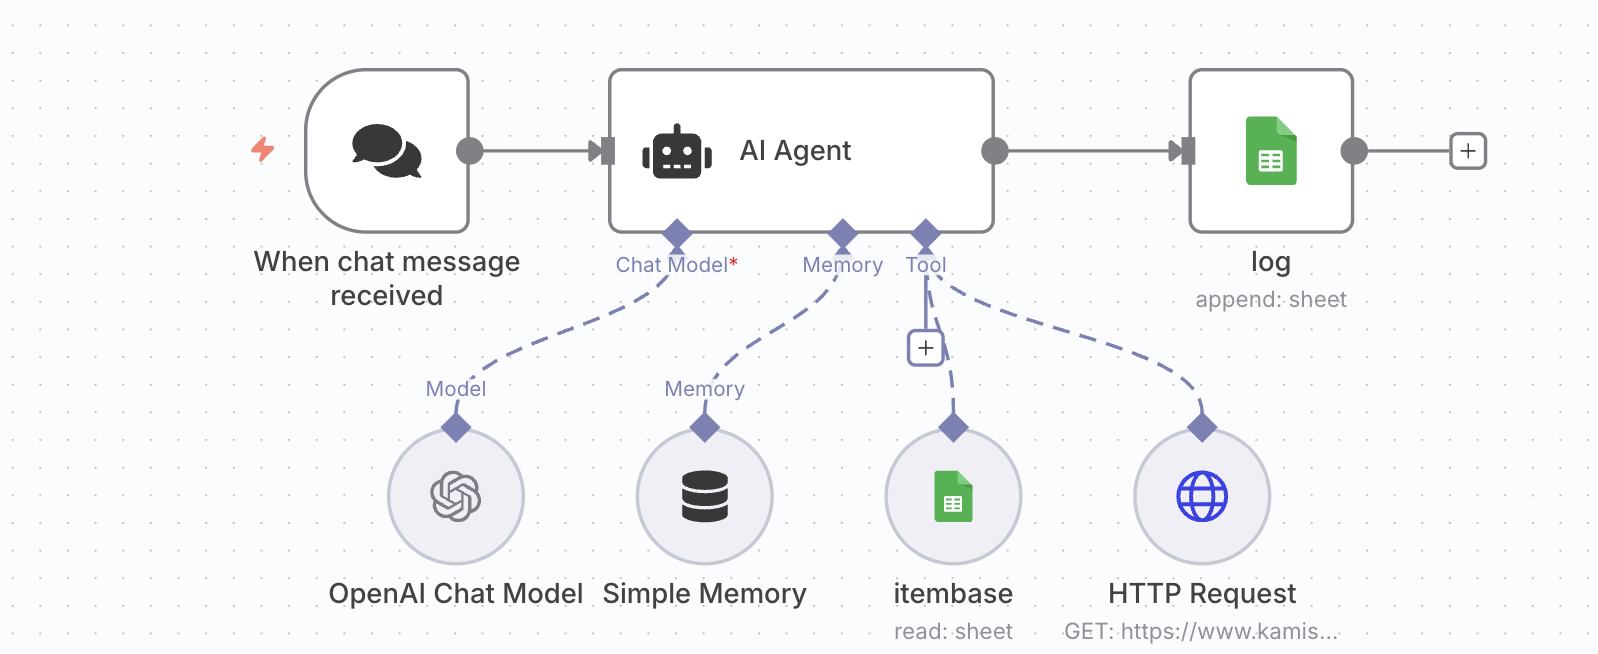 AI Agent
When chat message
received
Chat Model*
Memory
Tool
log
append: sheet
Model
Memory
OpenAI Chat Model
Simple Memory
itembase
read: sheet
HTTP Request
GET: https://www.kamis...